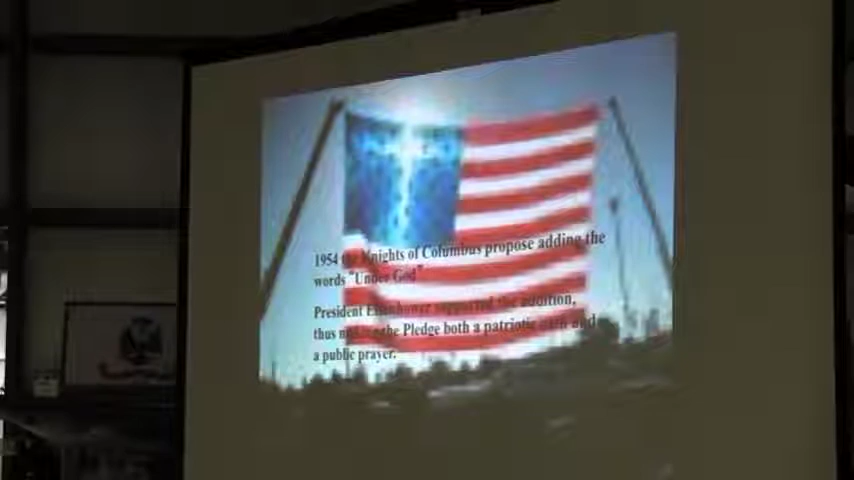 1954 the Knights of Columbus propose adding the
words "Under God"
President Eisenhower supported the addition,
thus making the Pledge both a patriotic oath and
a public prayer.